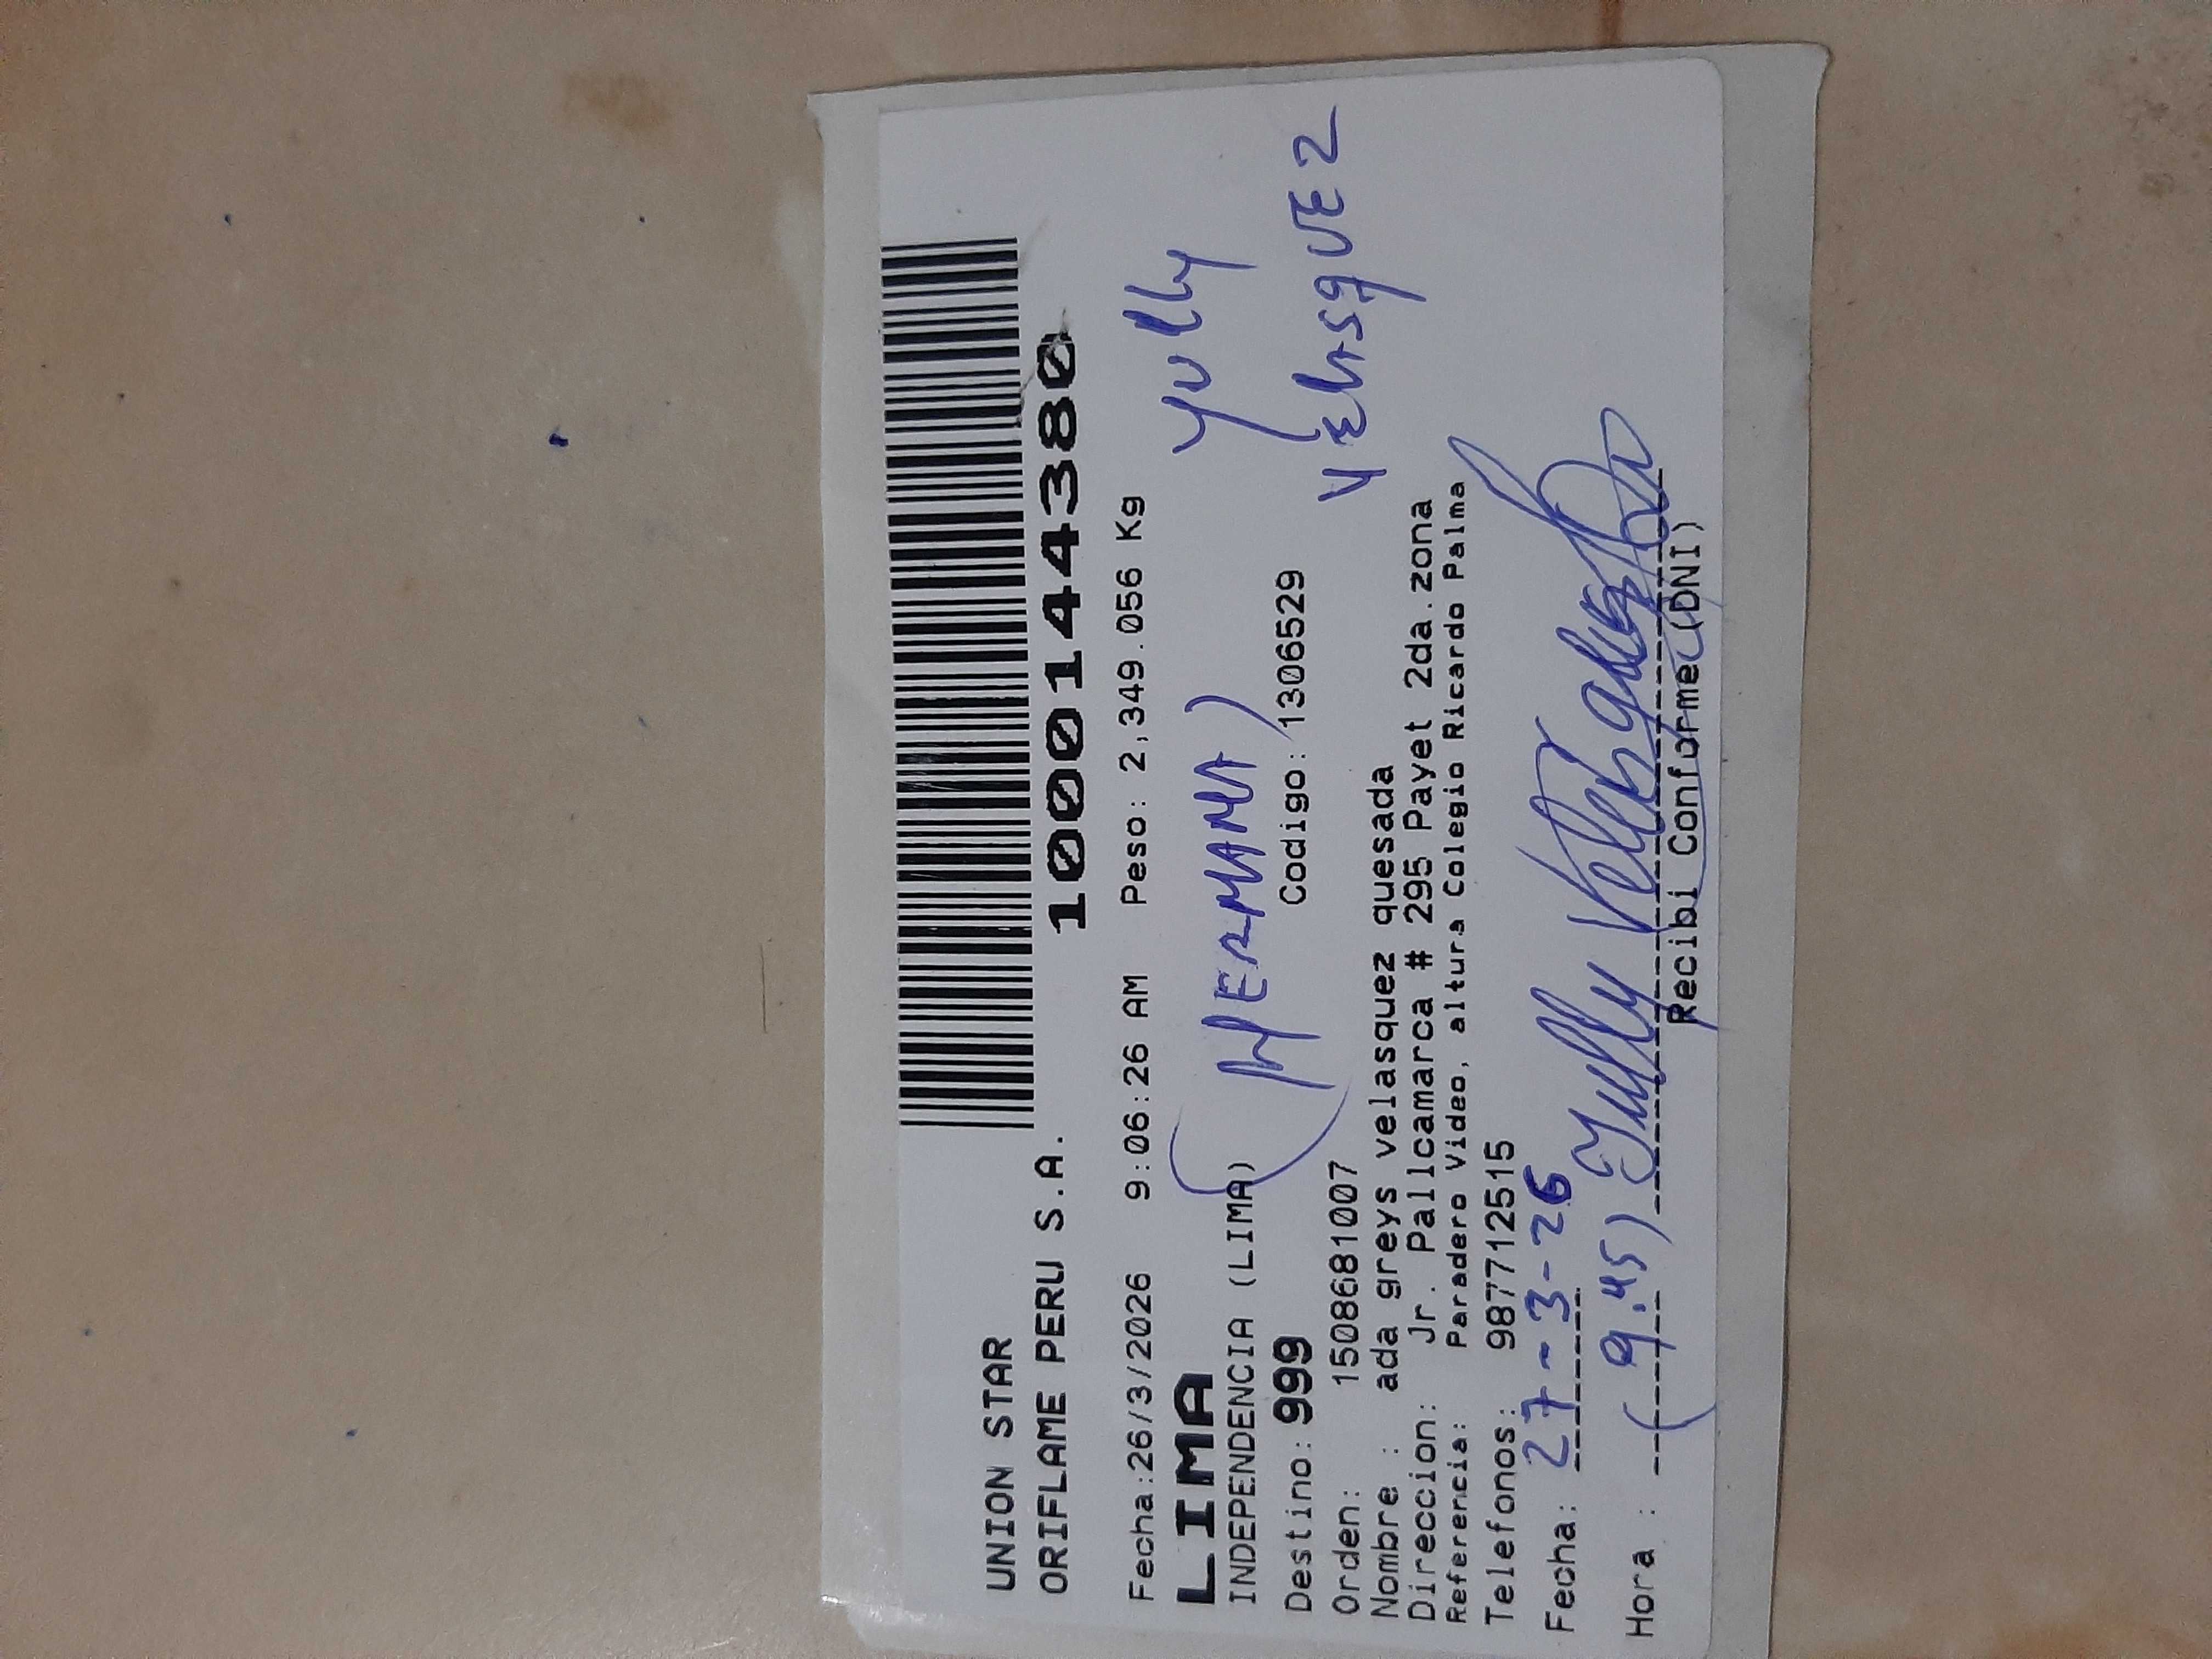 UNION STAR
ORIFLAME PERU S.A.
1000144380
Fecha:26/3/2026 9:06:26 AM Peso: 2,349.056 Kg
LIMA
INDEPENDENCIA (LIMA)
(HERMANA)
yully
VELASQUEZ
Destino: 999 Codigo: 1306529
Orden: 1508681007
Nombre : ada greys velasquez quesada
Direccion: Jr. Pallcamarca # 295 Payet 2da.zona
Referencia: Paradero Video, altura Colegio Ricardo Palma
Telefonos: 987712515
Fecha: 27-3-26
Hora : (9:45) Yully Velasquez
Recibi Conforme (DNI)